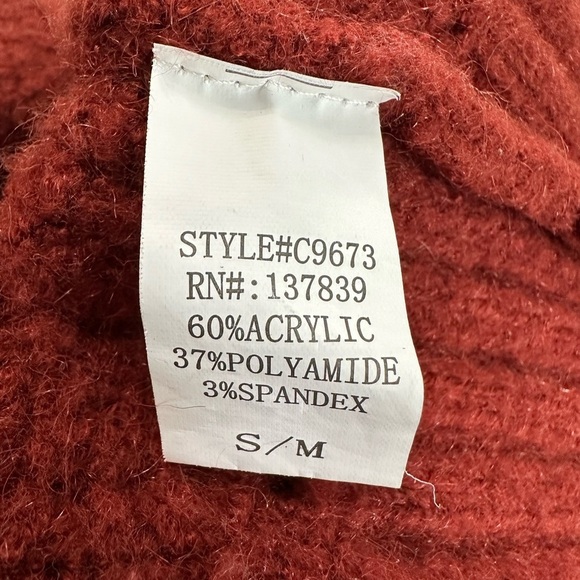 STYLE#C9673
RN#:137839
60%ACRYLIC
37%POLYAMIDE
3%SPANDEX
S/M